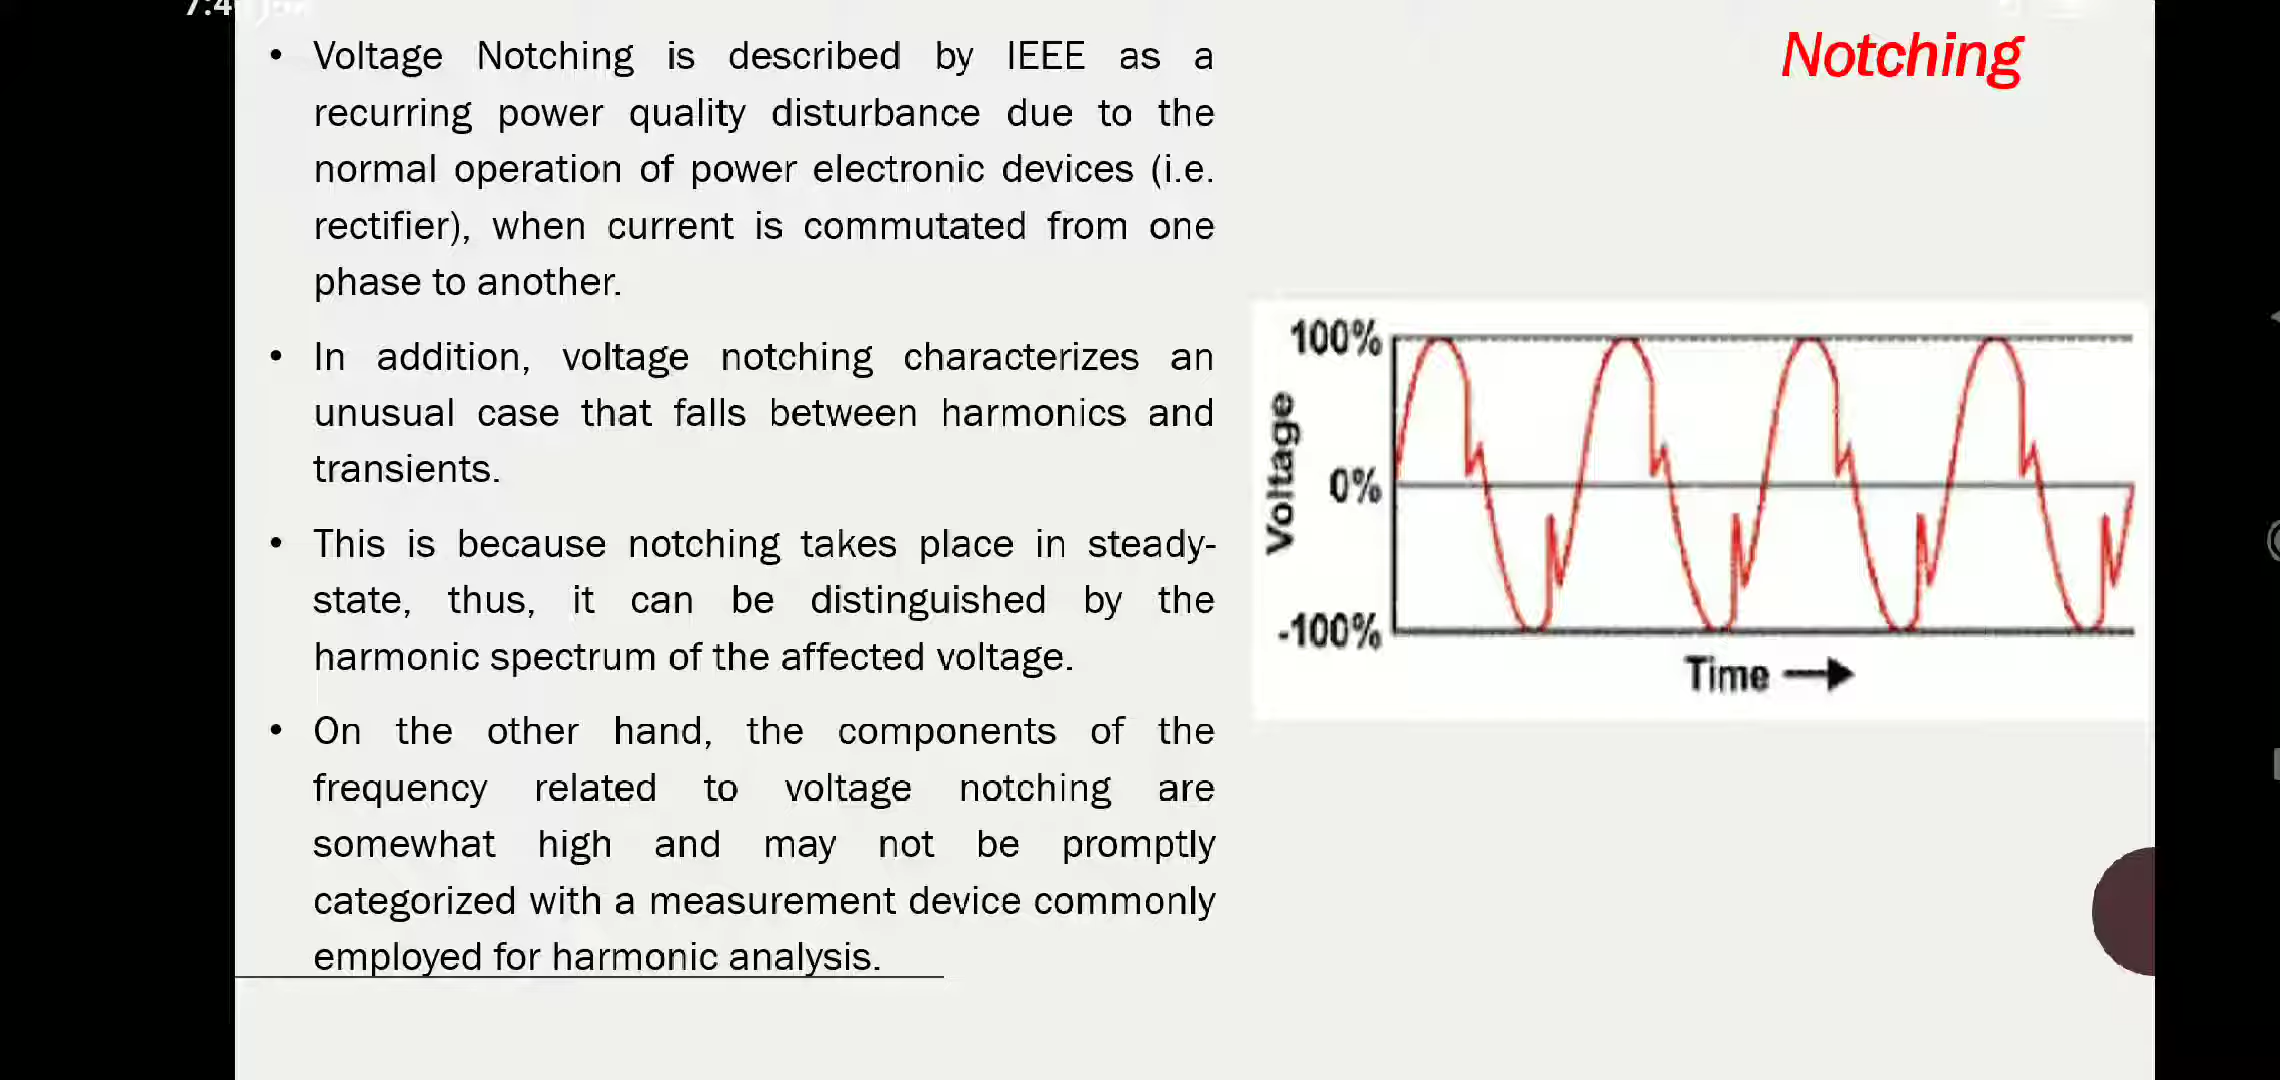 Notching
• Voltage Notching is described by IEEE as a
recurring power quality disturbance due to the
normal operation of power electronic devices (i.e.
rectifier), when current is commutated from one
phase to another.
• In addition, voltage notching characterizes an
unusual case that falls between harmonics and
transients.
• This is because notching takes place in steady-
state, thus, it can be distinguished by the
harmonic spectrum of the affected voltage.
• On the other hand, the components of the
frequency related to voltage notching are
somewhat high and may not be promptly
categorized with a measurement device commonly
employed for harmonic analysis.
100%
0%
-100%
Voltage
Time